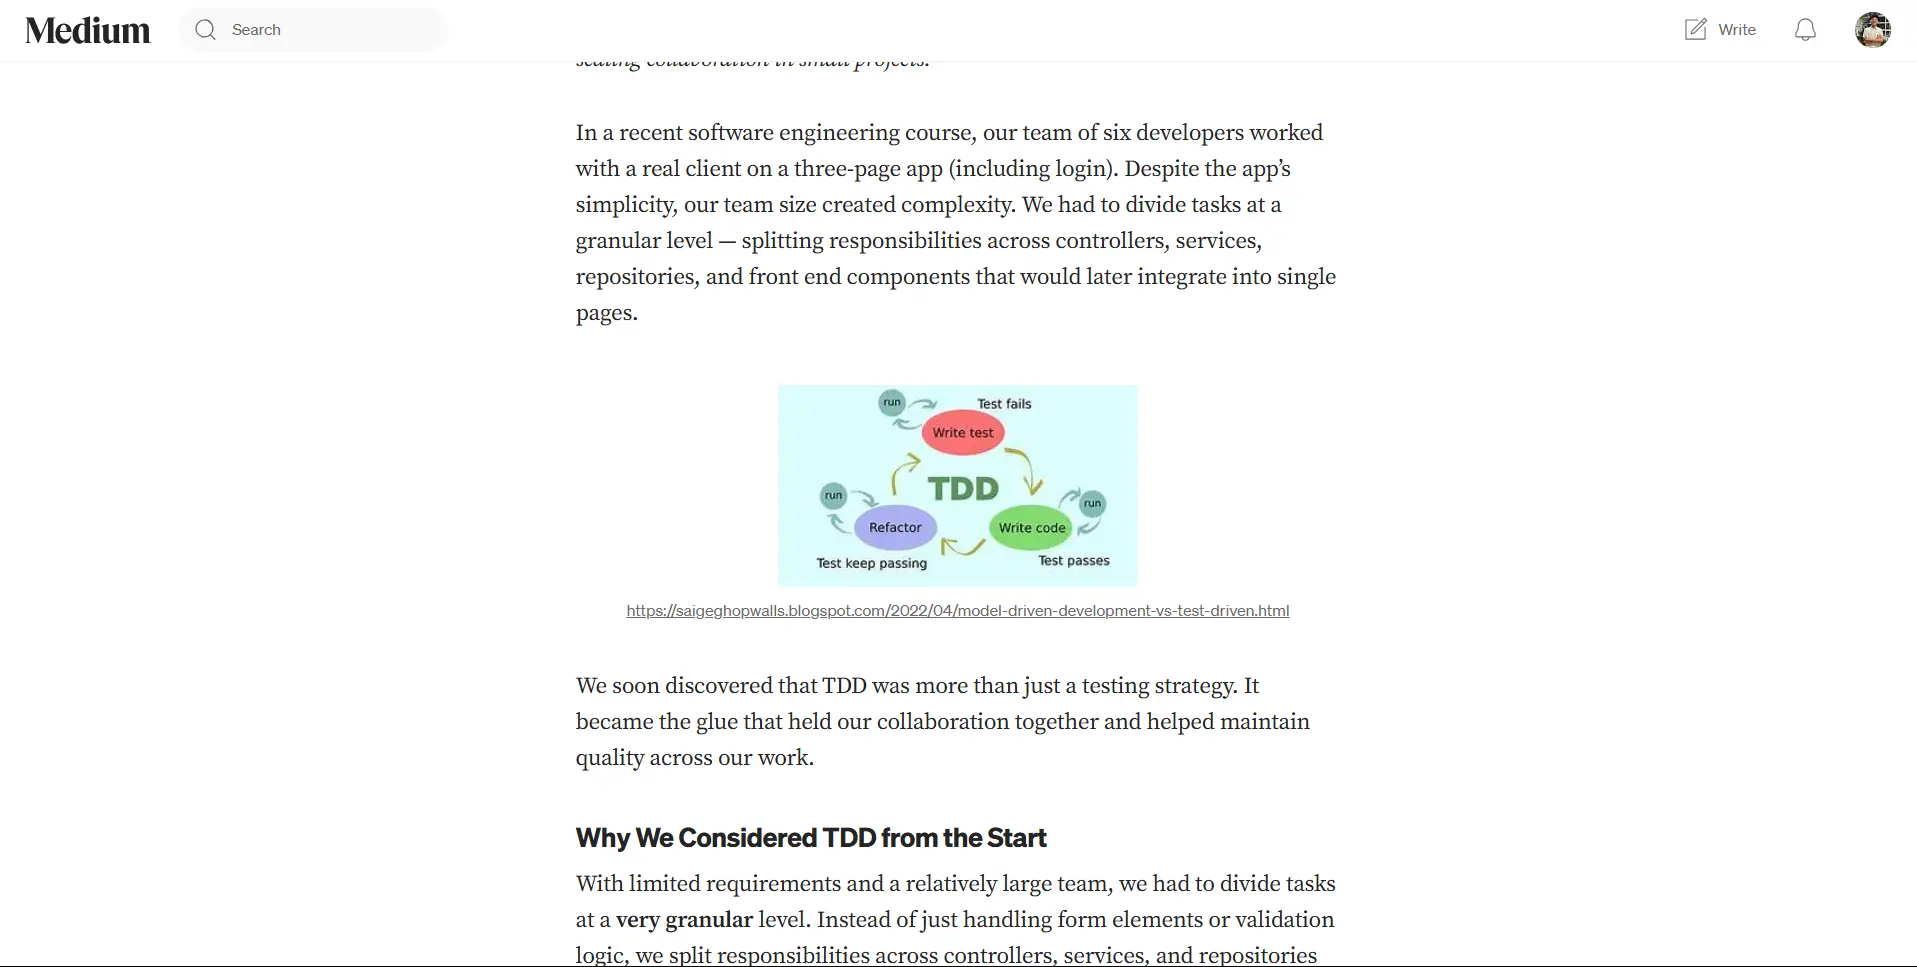 Medium
Search
Write
scaling collaboration in small projects.
In a recent software engineering course, our team of six developers worked
with a real client on a three-page app (including login). Despite the app’s
simplicity, our team size created complexity. We had to divide tasks at a
granular level — splitting responsibilities across controllers, services,
repositories, and front end components that would later integrate into single
pages.
run
Test fails
Write test
TDD
run
run
Refactor
Write code
Test keep passing
Test passes
https://saigeghopwalls.blogspot.com/2022/04/model-driven-development-vs-test-driven.html
We soon discovered that TDD was more than just a testing strategy. It
became the glue that held our collaboration together and helped maintain
quality across our work.
Why We Considered TDD from the Start
With limited requirements and a relatively large team, we had to divide tasks
at a very granular level. Instead of just handling form elements or validation
logic, we split responsibilities across controllers, services, and repositories